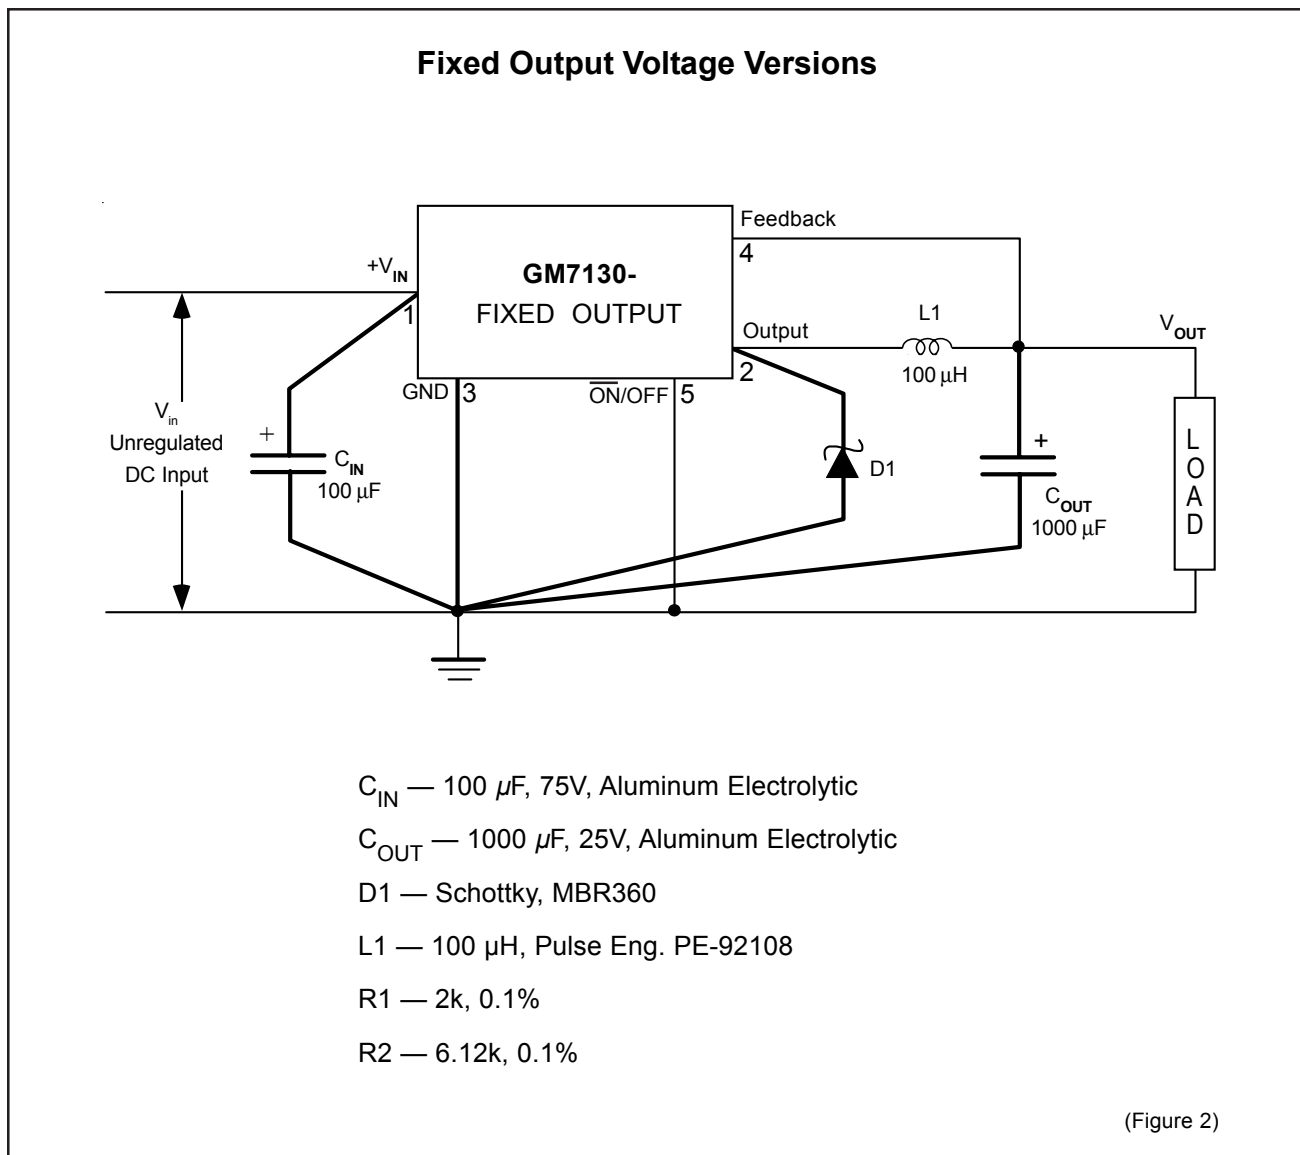 Fixed Output Voltage Versions
Feedback
4
+VIN
1
GM7130-
FIXED OUTPUT
Output
2
L1
100 μH
VOUT
GND
3
ON/OFF
5
Vin
Unregulated
DC Input
+
CIN
100 μF
D1
+
COUT
1000 μF
LOAD
CIN — 100 μF, 75V, Aluminum Electrolytic
COUT — 1000 μF, 25V, Aluminum Electrolytic
D1 — Schottky, MBR360
L1 — 100 μH, Pulse Eng. PE-92108
R1 — 2k, 0.1%
R2 — 6.12k, 0.1%
(Figure 2)